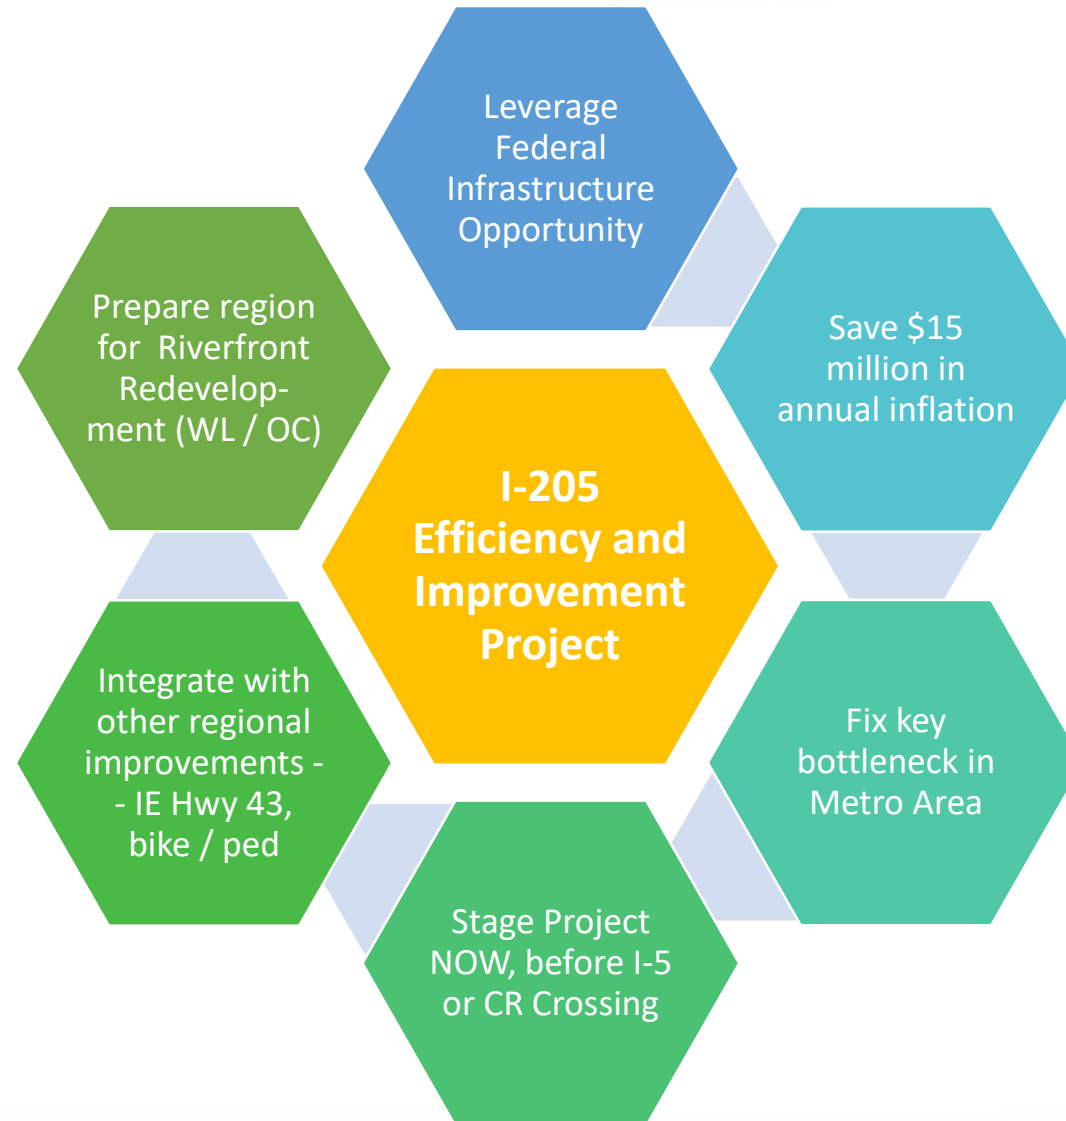 Leverage
Federal
Infrastructure
Opportunity
Save $15
million in
annual inflation
Fix key
bottleneck in
Metro Area
Stage Project
NOW, before I-5
or CR Crossing
Integrate with
other regional
improvements -
- IE Hwy 43,
bike / ped
Prepare region
for Riverfront
Redevelop-
ment (WL / OC)
I-205
Efficiency and
Improvement
Project